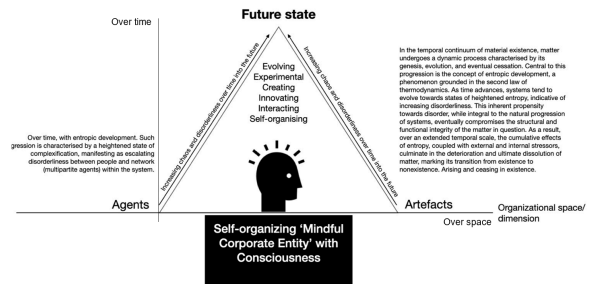 Future state
Over time
Increasing chaos and disorderliness over time into the future
Increasing chaos and disorderliness over time into the future
Evolving
Experimental
Creating
Innovating
Interacting
Self-organising
In the temporal continuum of material existence, matter
undergoes a dynamic process characterised by its
genesis, evolution, and eventual cessation. Central to this
progression is the concept of entropic development, a
phenomenon grounded in the second law of
thermodynamics. As time advances, systems tend to
evolve towards states of heightened entropy, indicative of
increasing disorderliness. This inherent propensity
towards disorder, while integral to the natural progression
of systems, eventually compromises the structural and
functional integrity of the matter in question. As a result,
over an extended temporal scale, the cumulative effects
of entropy, coupled with external and internal stressors,
culminate in the deterioration and ultimate dissolution of
matter, marking its transition from existence to
nonexistence. Arising and ceasing in existence.
Over time, with entropic development. Such
gression is characterised by a heightened state of
complexification, manifesting as escalating
disorderliness between people and network
(multipartite agents) within the system.
Agents
Artefacts
Organizational space/
dimension
Over space
Self-organizing ‘Mindful
Corporate Entity’ with
Consciousness